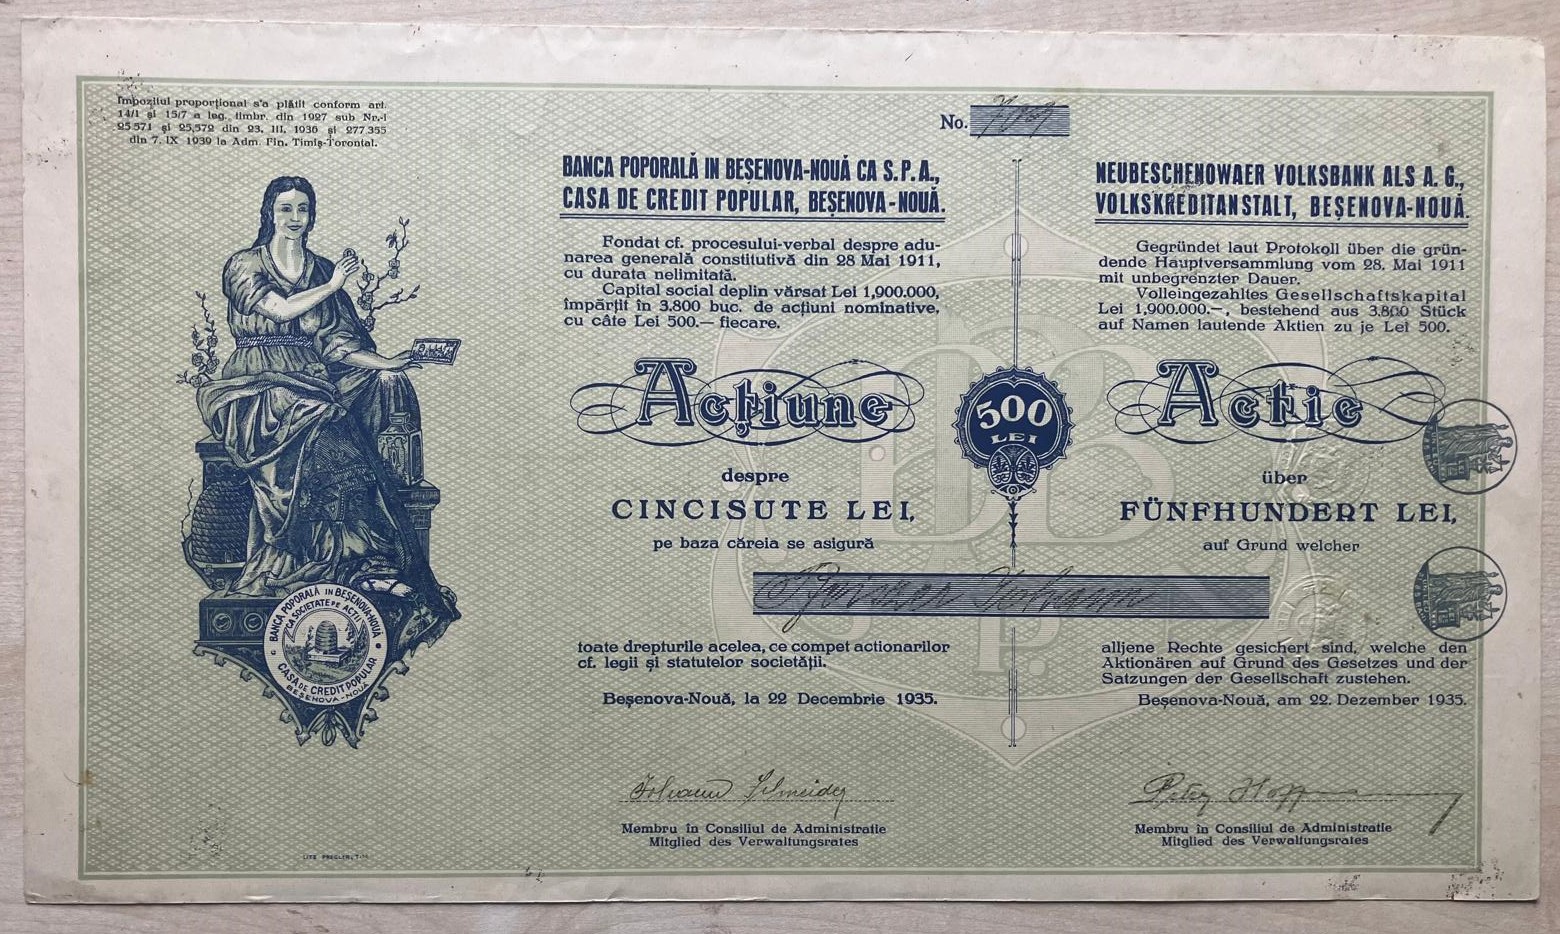 Impozitul proporțional s'a plătit conform art.
14/1 și 15/7 a leg. timbr. din 1927 sub Nr-i
25571 și 25,572 din 23. III. 1936 și 277.355
din 7. IX 1939 la Adm. Fin. Timiș-Torontal.
No.
BANCA POPORALĂ IN BEȘENOVA-NOUĂ CA S.P.A.,
CASA DE CREDIT POPULAR, BEȘENOVA-NOUĂ.
Fondat cf. procesului-verbal despre adu-
narea generală constitutivă din 28 Mai 1911,
cu durata nelimitată.
Capital social deplin vărsat Lei 1,900.000,
împărțit în 3.800 buc. de acțiuni nominative,
cu câte Lei 500.— fiecare.
Acțiune
despre
CINCISUTE LEI,
pe baza căreia se asigură
NEUBESCHENOWAER VOLKSBANK ALS A. G.,
VOLKSKREDITANSTALT, BEȘENOVA-NOUĂ.
Gegründet laut Protokoll über die grün-
dende Hauptversammlung vom 28. Mai 1911
mit unbegrenzter Dauer.
Volleingezahltes Gesellschaftskapital
Lei 1,900.000.—, bestehend aus 3.800 Stück
auf Namen lautende Aktien zu je Lei 500.
Actie
über
FÜNFHUNDERT LEI,
auf Grund welcher
500
LEI
toate drepturile acelea, ce compet actionarilor
cf. legii și statutelor societății.
Beșenova-Nouă, la 22 Decembrie 1935.
alljene Rechte gesichert sind, welche den
Aktionären auf Grund des Gesetzes und der
Satzungen der Gesellschaft zustehen.
Beșenova-Nouă, am 22. Dezember 1935.
BANCA POPORALĂ IN BEȘENOVA-NOUĂ
CA SOCIETATE PE ACTII
CASA DE CREDIT POPULAR
BEȘENOVA-NOUĂ
Johann Schneider
Membru în Consiliul de Administratie
Mitglied des Verwaltungsrates
Peter Hoff
Membru în Consiliul de Administratie
Mitglied des Verwaltungsrates